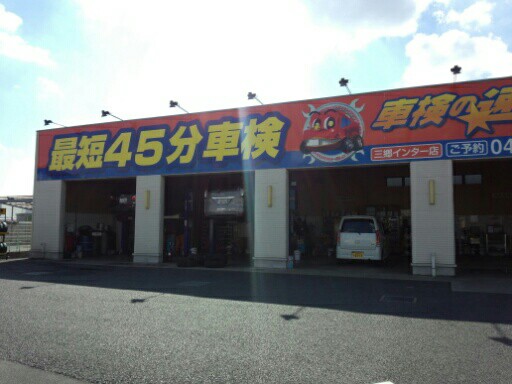 最短45分車検
車検の速
三郷インター店
ご予約 04